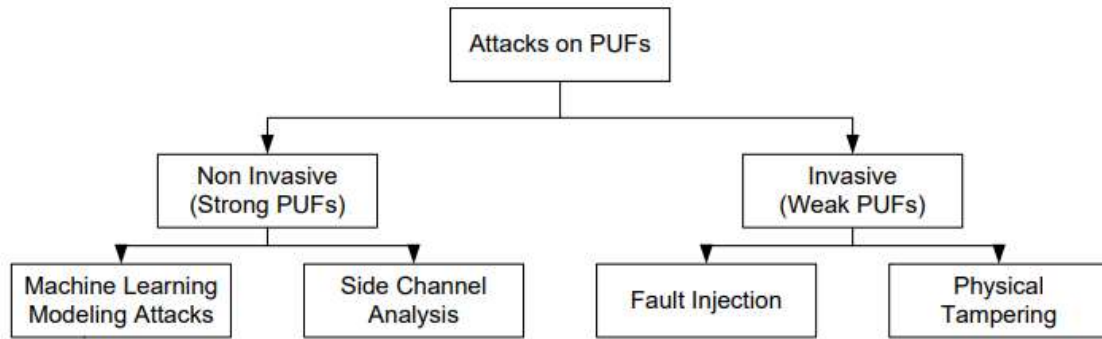 Attacks on PUFs
Non Invasive
(Strong PUFs)
Invasive
(Weak PUFs)
Machine Learning
Modeling Attacks
Side Channel
Analysis
Fault Injection
Physical
Tampering